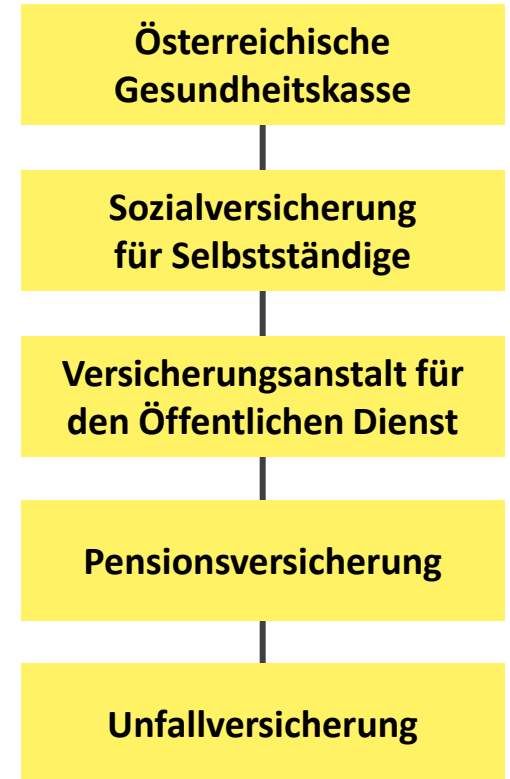 Österreichische
Gesundheitskasse
Sozialversicherung
für Selbstständige
Versicherungsanstalt für
den Öffentlichen Dienst
Pensionsversicherung
Unfallversicherung